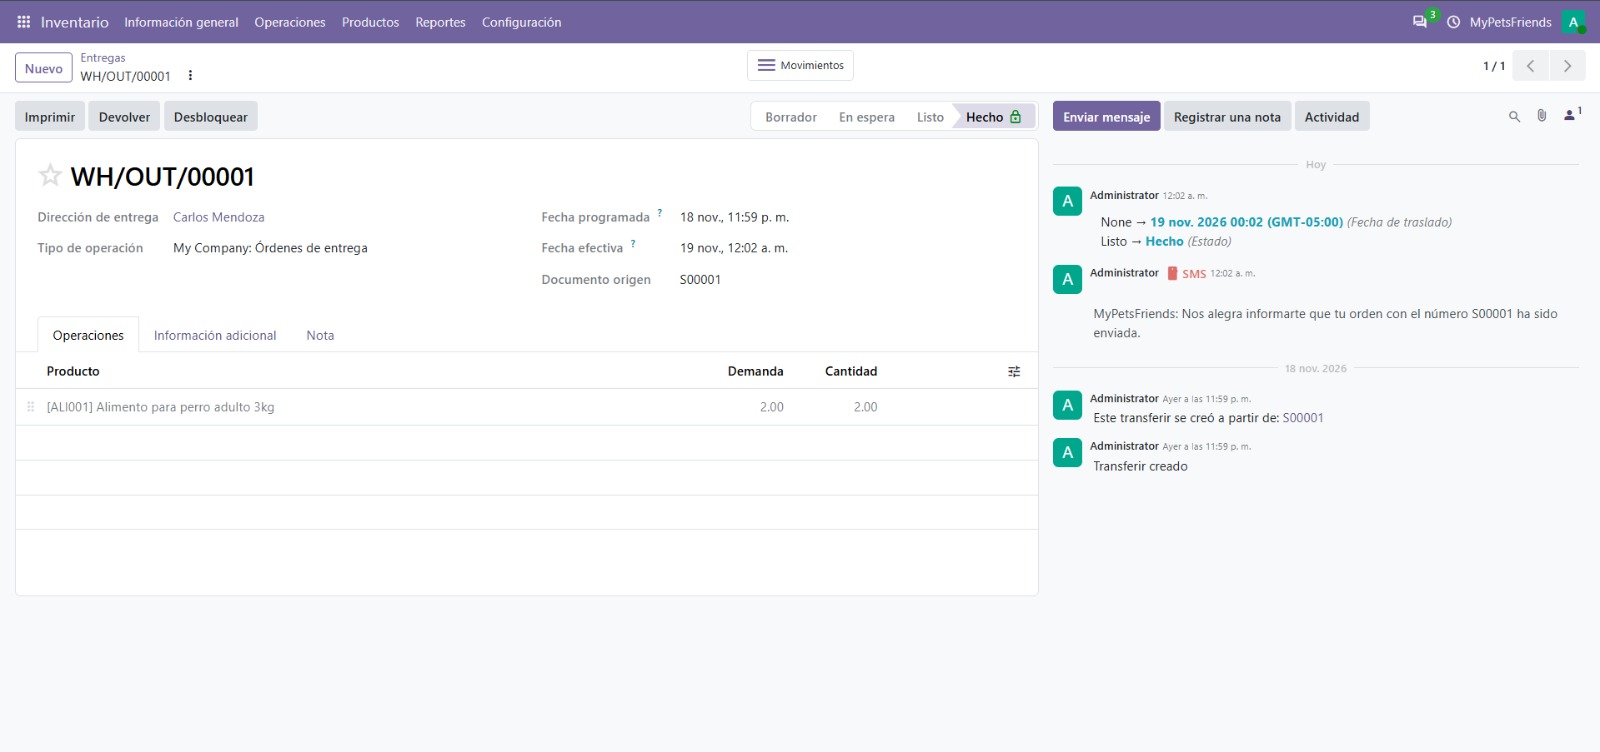 Inventario Información general Operaciones Productos Reportes Configuración 3 MyPetsFriends A
Nuevo Entregas
WH/OUT/00001
Movimientos
1 / 1
Imprimir Devolver Desbloquear
Borrador En espera Listo Hecho
Enviar mensaje Registrar una nota Actividad 1
WH/OUT/00001
Dirección de entrega Carlos Mendoza
Tipo de operación My Company: Órdenes de entrega
Fecha programada ? 18 nov., 11:59 p. m.
Fecha efectiva ? 19 nov., 12:02 a. m.
Documento origen S00001
Operaciones Información adicional Nota
Producto Demanda Cantidad
[ALI001] Alimento para perro adulto 3kg 2.00 2.00
Hoy
A Administrator 12:02 a. m.
None → 19 nov. 2026 00:02 (GMT-05:00) (Fecha de traslado)
Listo → Hecho (Estado)
A Administrator SMS 12:02 a. m.
MyPetsFriends: Nos alegra informarte que tu orden con el número S00001 ha sido
enviada.
18 nov. 2026
A Administrator Ayer a las 11:59 p. m.
Este transferir se creó a partir de: S00001
A Administrator Ayer a las 11:59 p. m.
Transferir creado